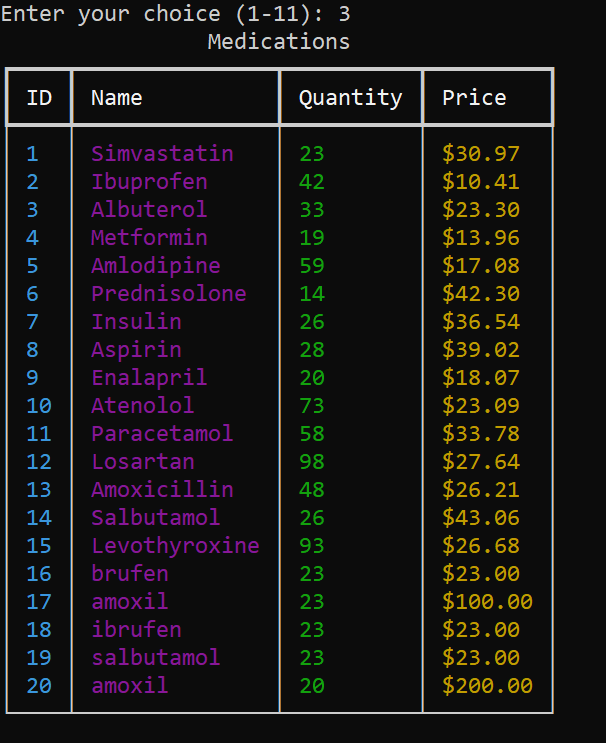 Enter your choice (1-11): 3
Medications
ID Name Quantity Price
1 Simvastatin 23 $30.97
2 Ibuprofen 42 $10.41
3 Albuterol 33 $23.30
4 Metformin 19 $13.96
5 Amlodipine 59 $17.08
6 Prednisolone 14 $42.30
7 Insulin 26 $36.54
8 Aspirin 28 $39.02
9 Enalapril 20 $18.07
10 Atenolol 73 $23.09
11 Paracetamol 58 $33.78
12 Losartan 98 $27.64
13 Amoxicillin 48 $26.21
14 Salbutamol 26 $43.06
15 Levothyroxine 93 $26.68
16 brufen 23 $23.00
17 amoxil 23 $100.00
18 ibrufen 23 $23.00
19 salbutamol 23 $23.00
20 amoxil 20 $200.00